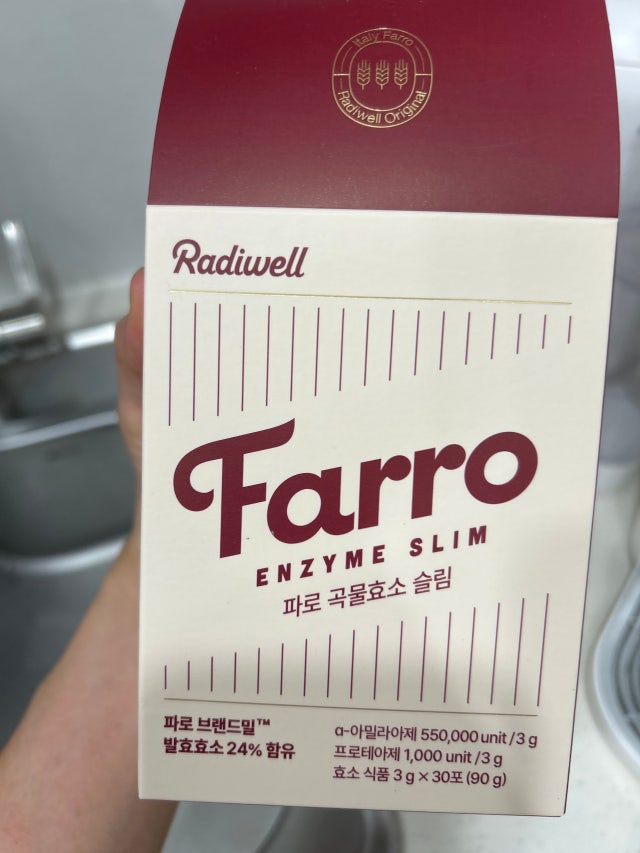 Italy Farro
Radiwell Original
Radiwell
Farro
ENZYME SLIM
파로 곡물효소 슬림
파로 브랜드밀™
발효효소 24% 함유
α-아밀라아제 550,000 unit /3 g
프로테아제 1,000 unit /3 g
효소 식품 3 g × 30포 (90 g)